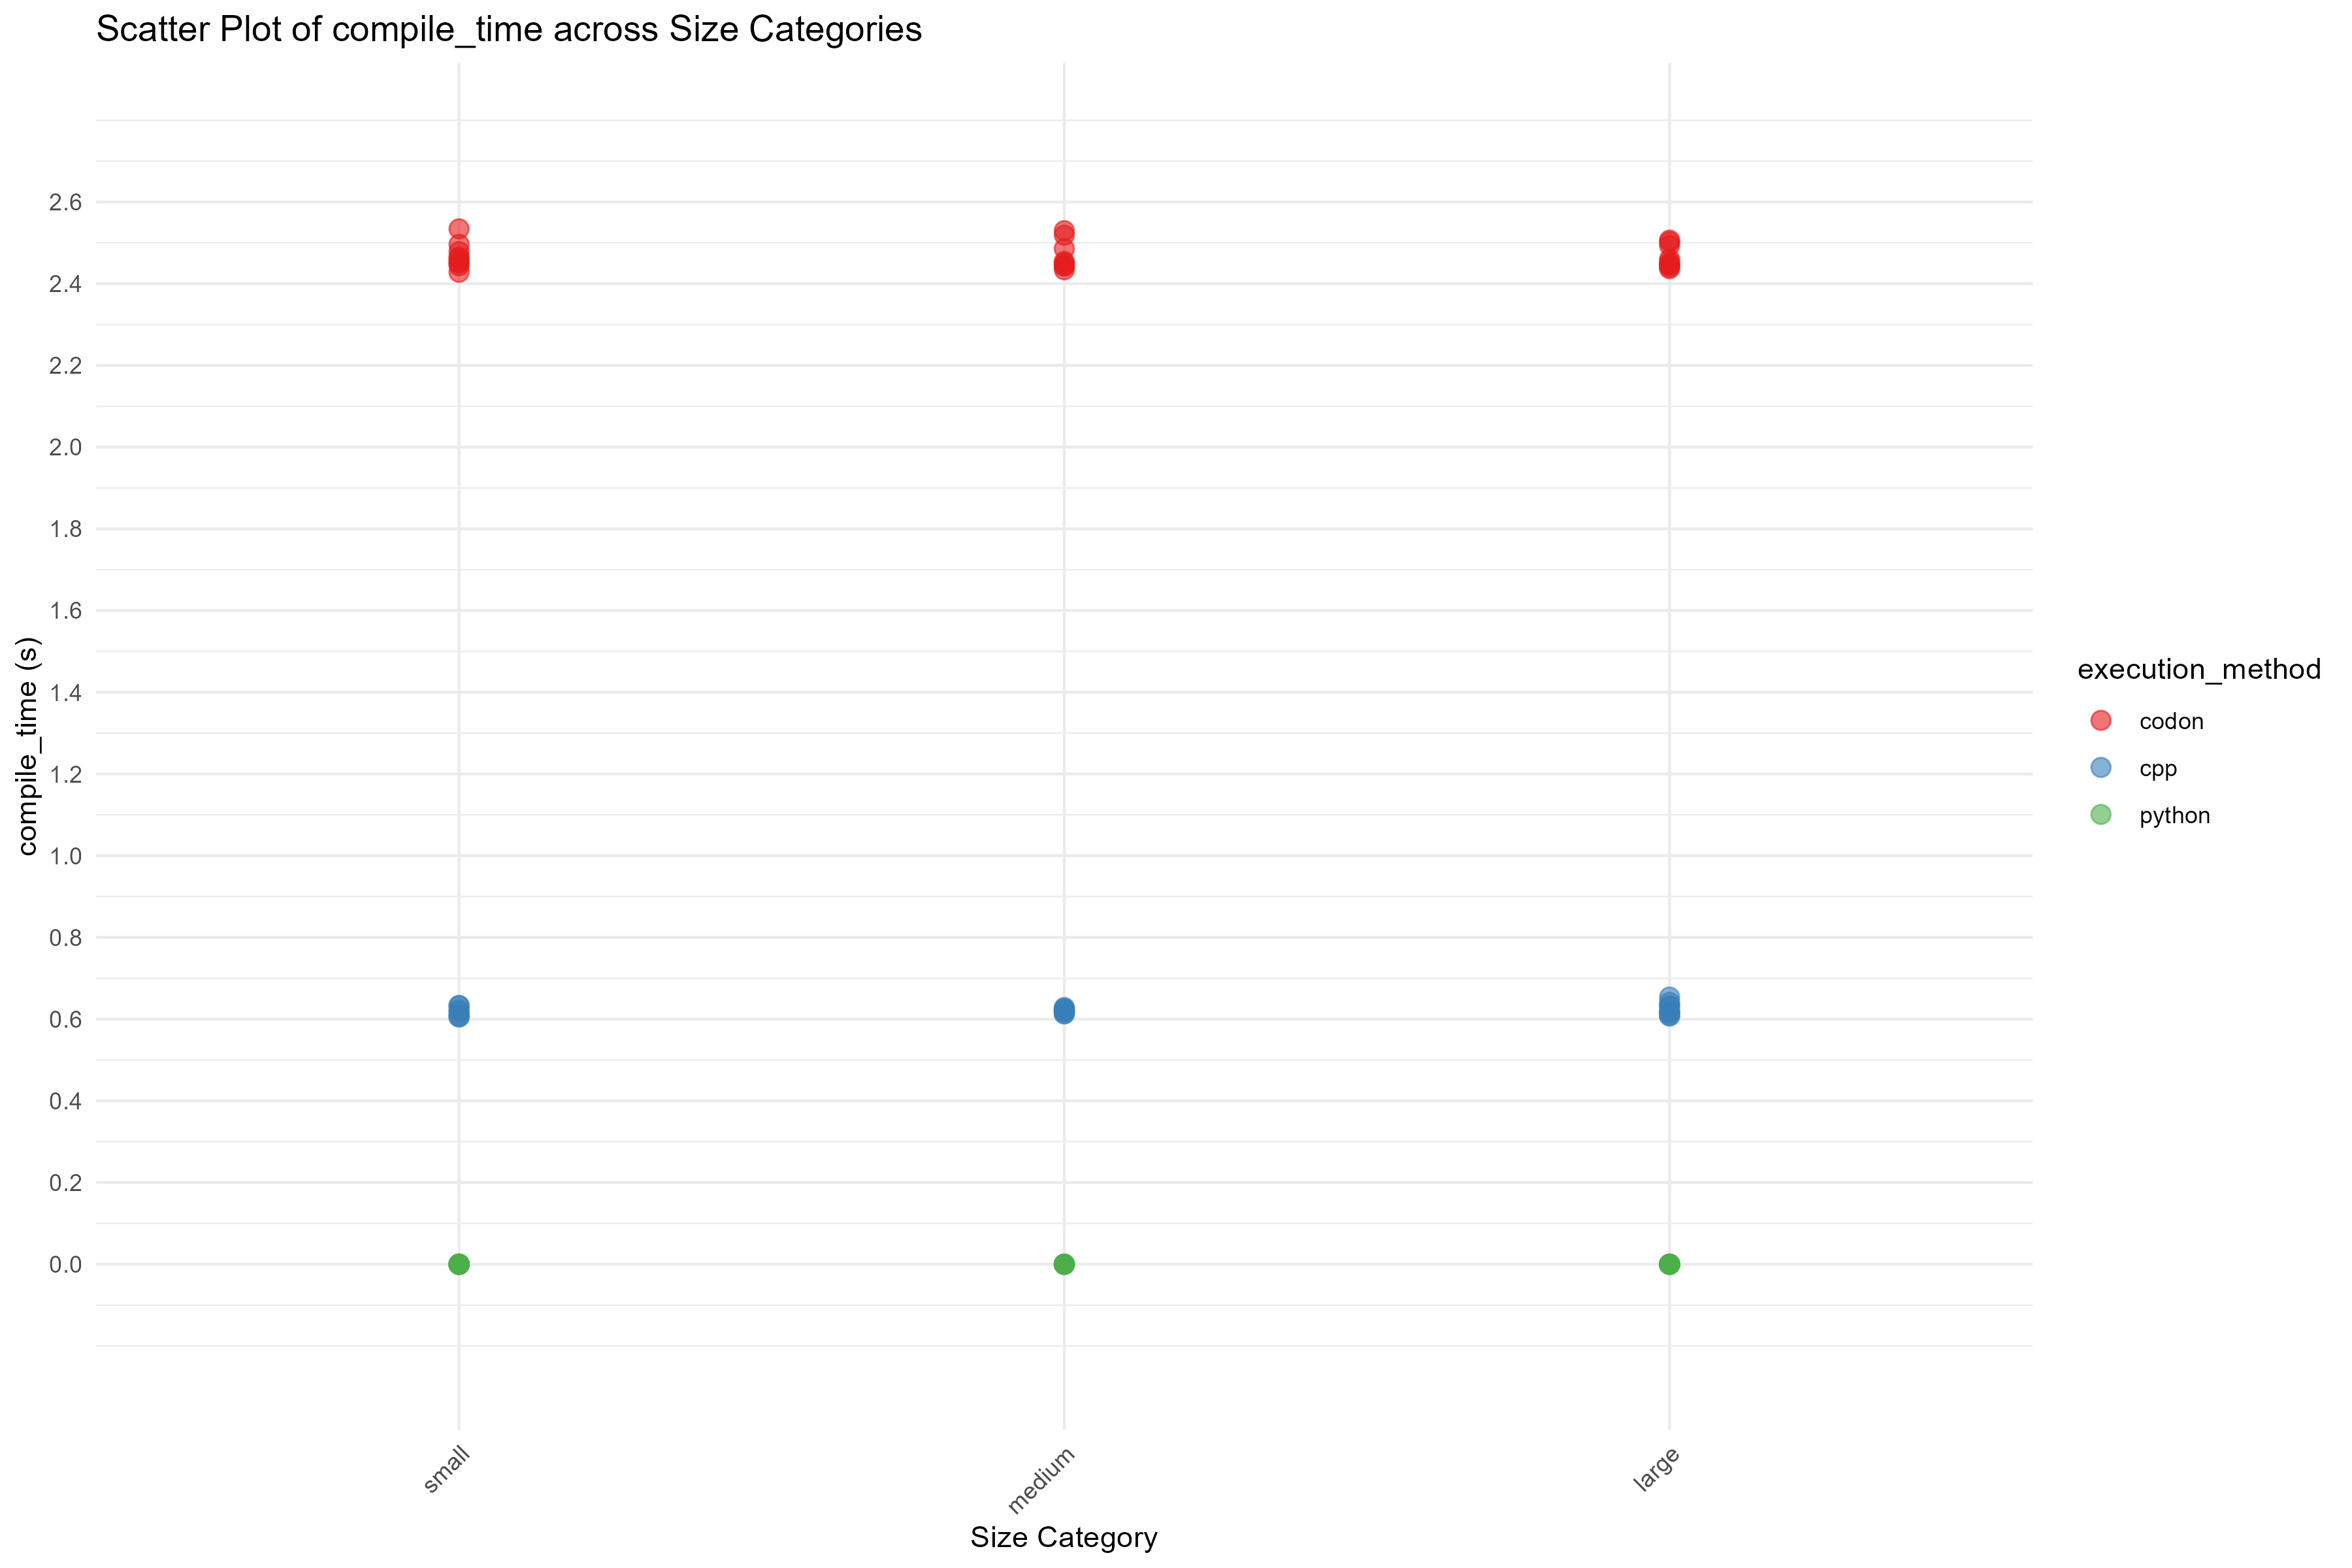 Scatter Plot of compile_time across Size Categories
compile_time (s)
2.6
2.4
2.2
2.0
1.8
1.6
1.4
1.2
1.0
0.8
0.6
0.4
0.2
0.0
small
medium
large
Size Category
execution_method
codon
cpp
python